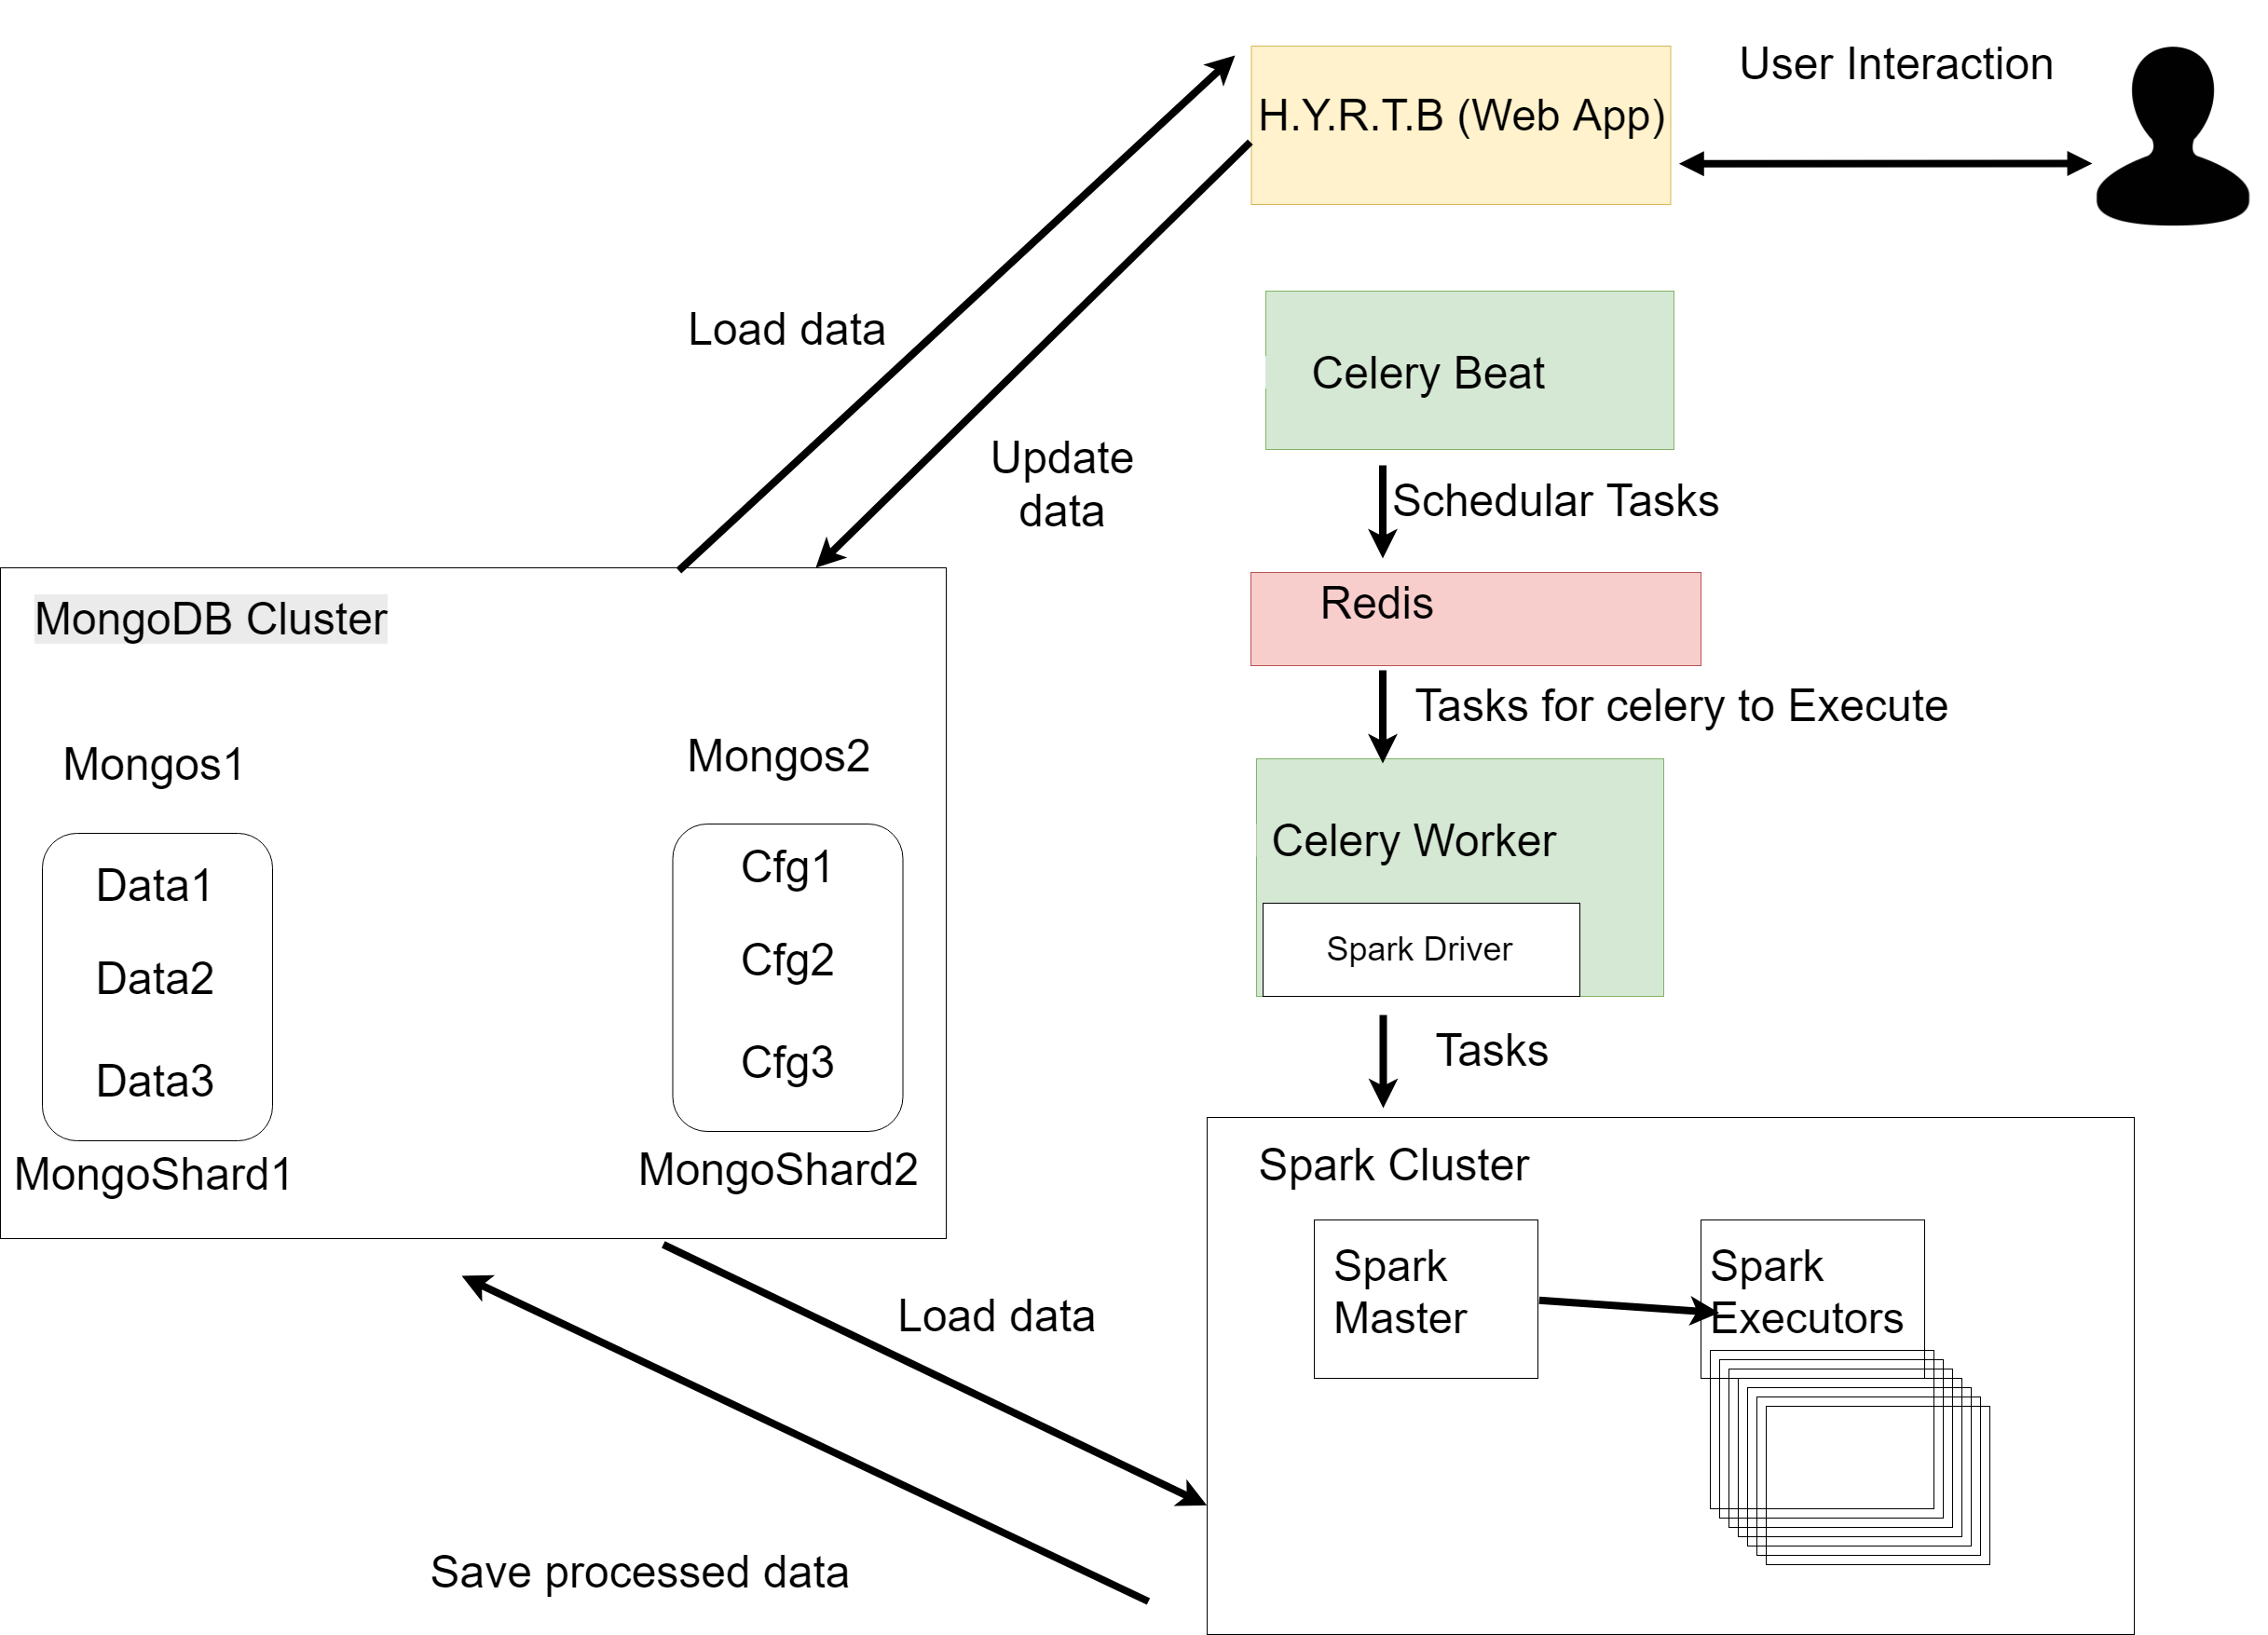 User Interaction
H.Y.R.T.B (Web App)
Load data
Celery Beat
Update
data
Schedular Tasks
MongoDB Cluster
Redis
Tasks for celery to Execute
Mongos1
Mongos2
Data1
Data2
Data3
MongoShard1
Cfg1
Cfg2
Cfg3
MongoShard2
Celery Worker
Spark Driver
Tasks
Spark Cluster
Spark
Master
Spark
Executors
Load data
Save processed data